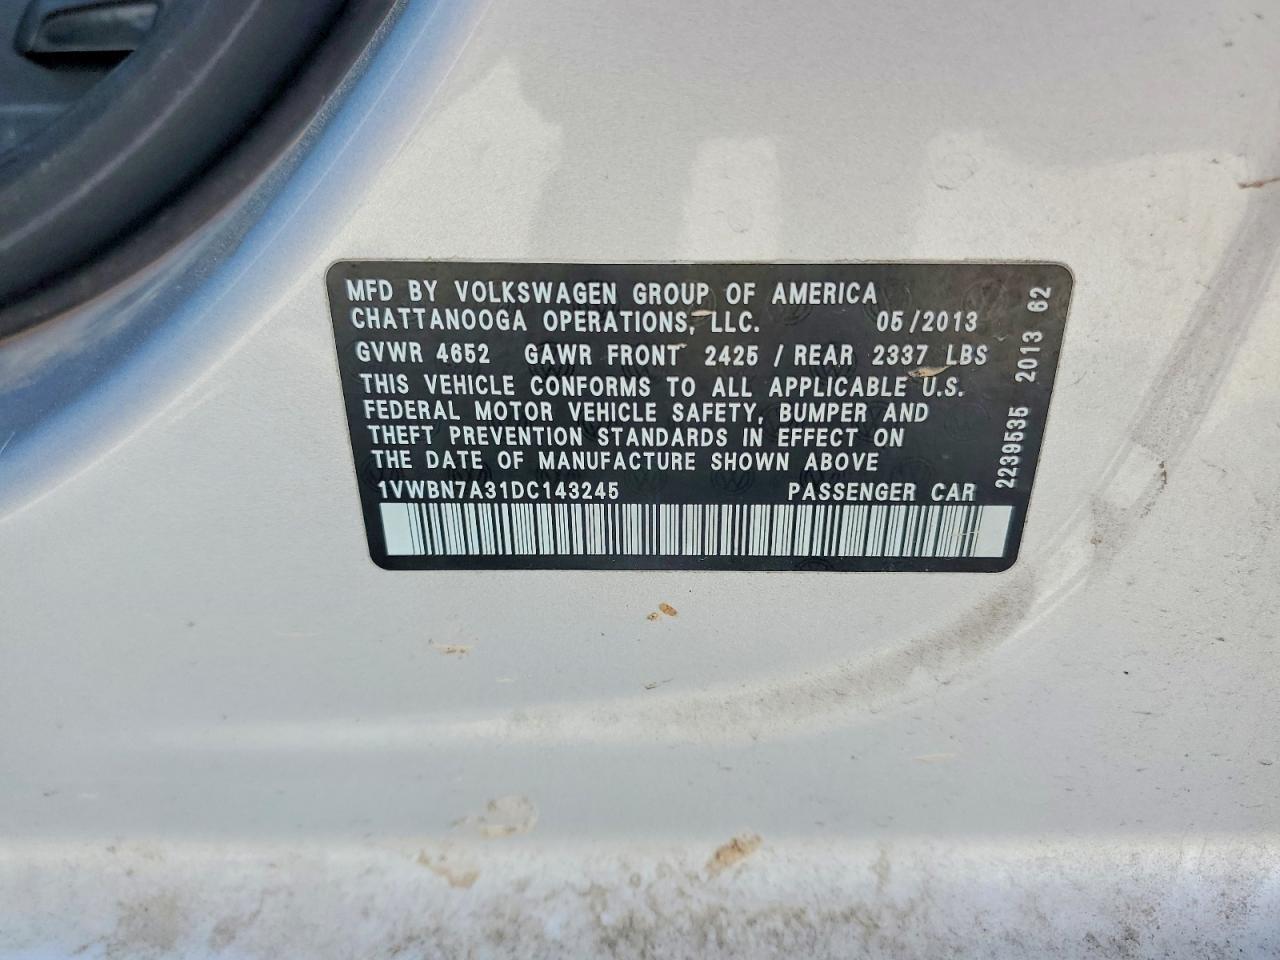 MFD BY VOLKSWAGEN GROUP OF AMERICA
CHATTANOOGA OPERATIONS, LLC. 05/2013
GVWR 4652 GAWR FRONT 2425 / REAR 2337 LBS
THIS VEHICLE CONFORMS TO ALL APPLICABLE U.S.
FEDERAL MOTOR VEHICLE SAFETY, BUMPER AND
THEFT PREVENTION STANDARDS IN EFFECT ON
THE DATE OF MANUFACTURE SHOWN ABOVE
1VWBN7A31DC143245 PASSENGER CAR
2239535 2013 62